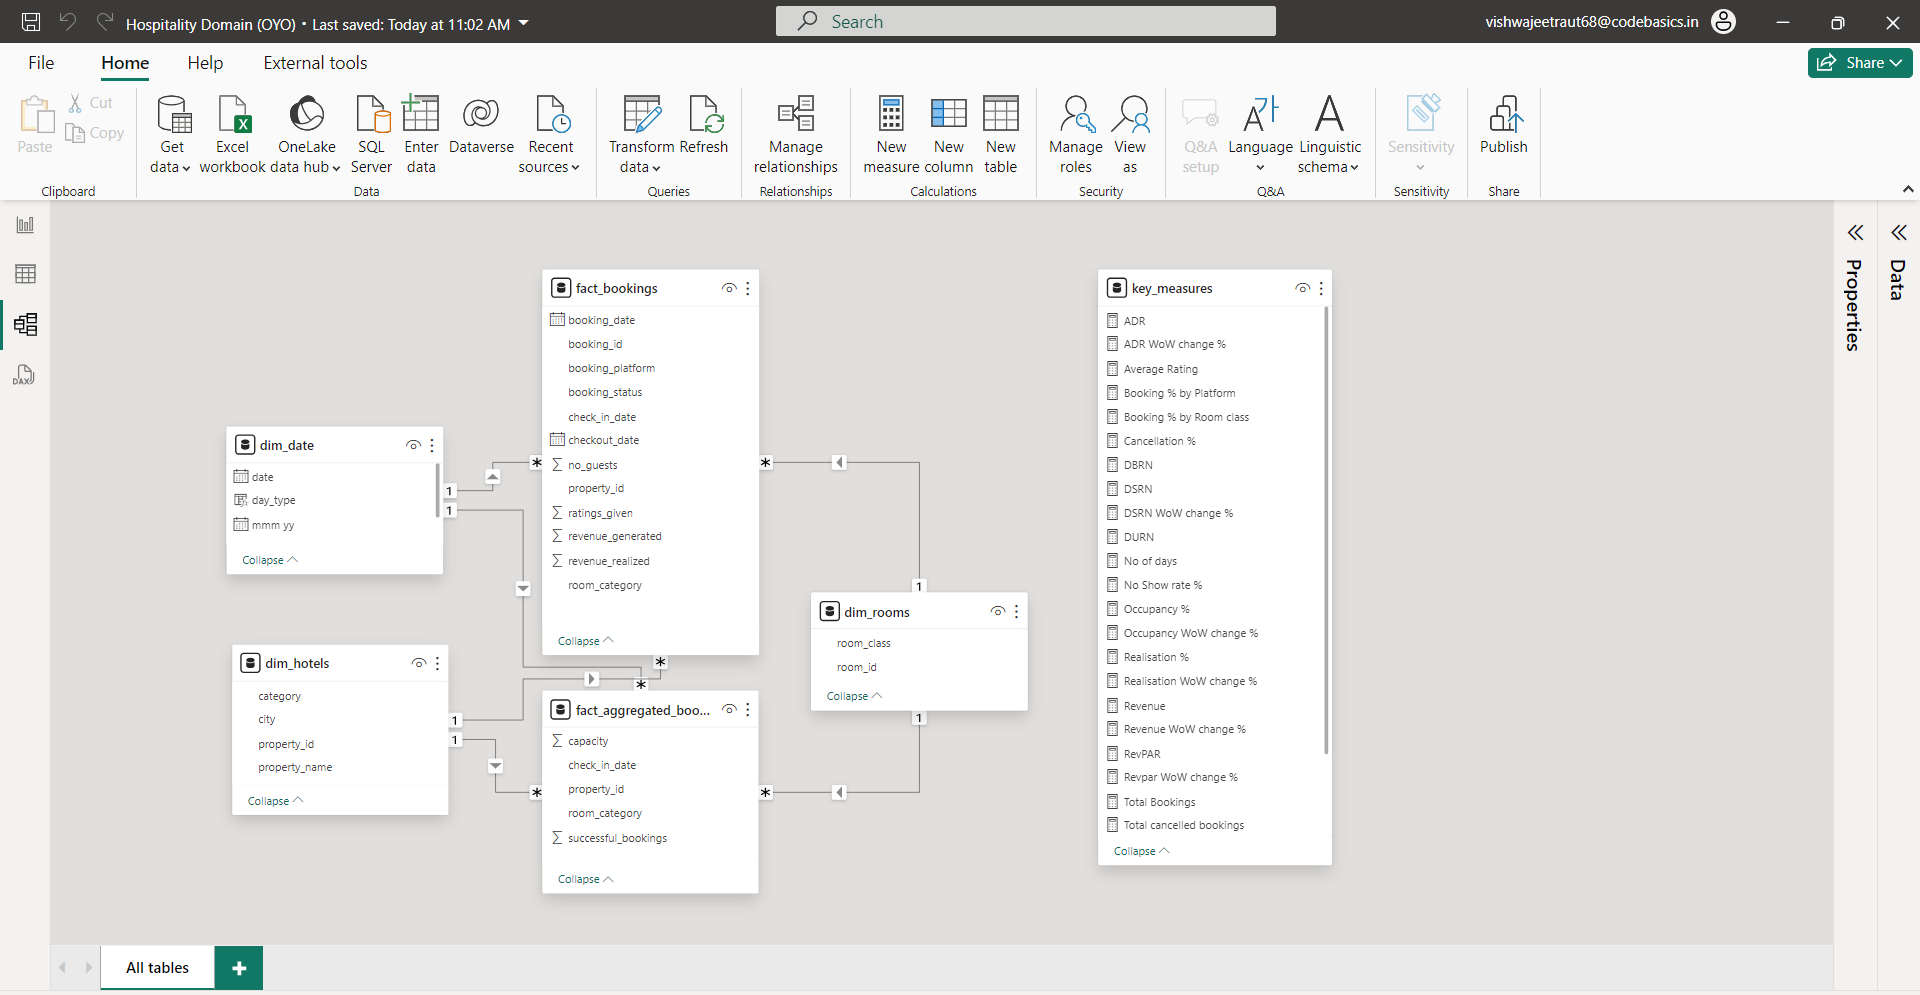 Hospitality Domain (OYO) • Last saved: Today at 11:02 AM
Search
vishwajeetraut68@codebasics.in
File
Home
Help
External tools
Share
Paste
Cut
Copy
Clipboard
Get data
Excel workbook
OneLake data hub
SQL Server
Enter data
Dataverse
Recent sources
Data
Transform data
Refresh
Queries
Manage relationships
Relationships
New measure
New column
New table
Calculations
Manage roles
View as
Security
Q&A setup
Language
Linguistic schema
Q&A
Sensitivity
Sensitivity
Publish
Share
DAX
dim_date
date
day_type
mmm yy
Collapse
1
1
dim_hotels
category
city
property_id
property_name
Collapse
1
1
fact_bookings
booking_date
booking_id
booking_platform
booking_status
check_in_date
checkout_date
no_guests
property_id
ratings_given
revenue_generated
revenue_realized
room_category
Collapse
*
*
*
*
fact_aggregated_boo...
capacity
check_in_date
property_id
room_category
successful_bookings
Collapse
*
*
1
dim_rooms
room_class
room_id
Collapse
1
key_measures
ADR
ADR WoW change %
Average Rating
Booking % by Platform
Booking % by Room class
Cancellation %
DBRN
DSRN
DSRN WoW change %
DURN
No of days
No Show rate %
Occupancy %
Occupancy WoW change %
Realisation %
Realisation WoW change %
Revenue
Revenue WoW change %
RevPAR
Revpar WoW change %
Total Bookings
Total cancelled bookings
Collapse
Properties
Data
All tables
+